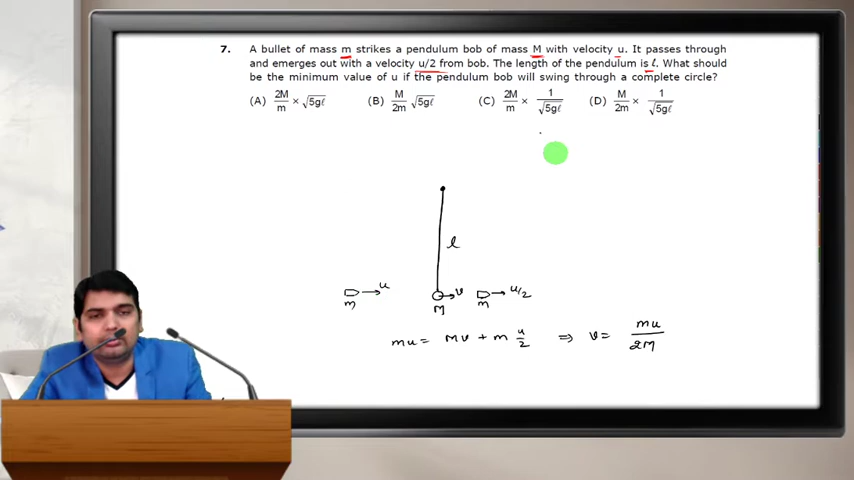 7. A bullet of mass m strikes a pendulum bob of mass M with velocity u. It passes through
and emerges out with a velocity u/2 from bob. The length of the pendulum is ℓ. What should
be the minimum value of u if the pendulum bob will swing through a complete circle?
(A) 2M/m × √5gℓ (B) M/2m √5gℓ (C) 2M/m × 1/√5gℓ (D) M/2m × 1/√5gℓ
ℓ
u v u/2
m M m
mu = Mv + m u/2 ⇒ v = mu/2M